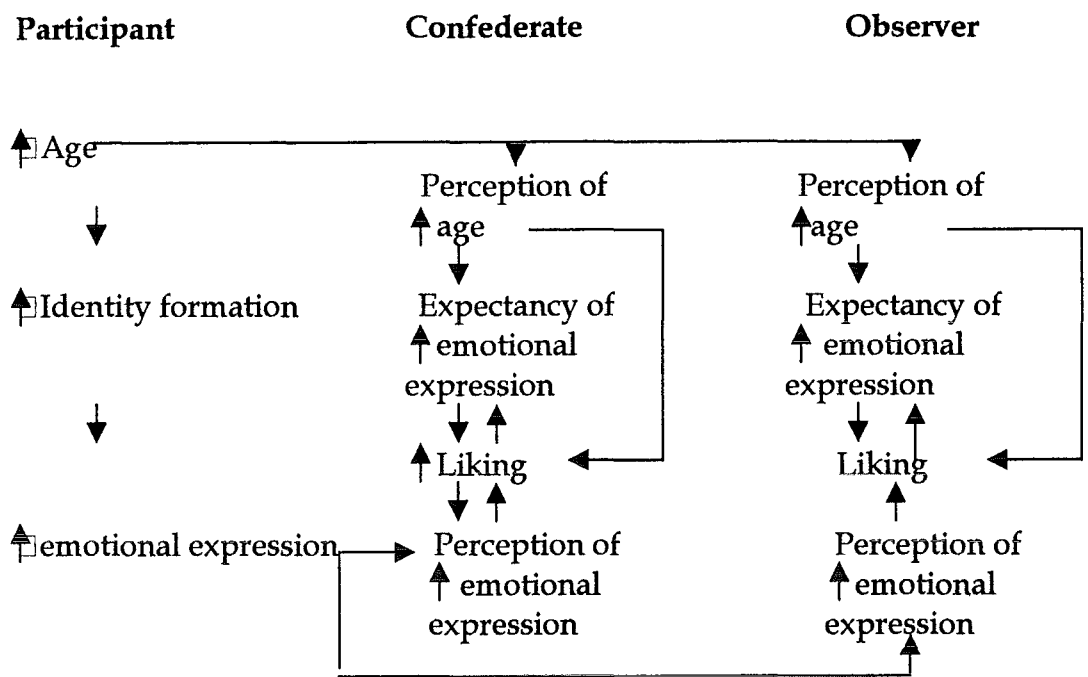 Participant Confederate Observer
Age
Perception of
age
Perception of
age
Identity formation
Expectancy of
emotional
expression
Expectancy of
emotional
expression
Liking
Liking
emotional expression
Perception of
emotional
expression
Perception of
emotional
expression